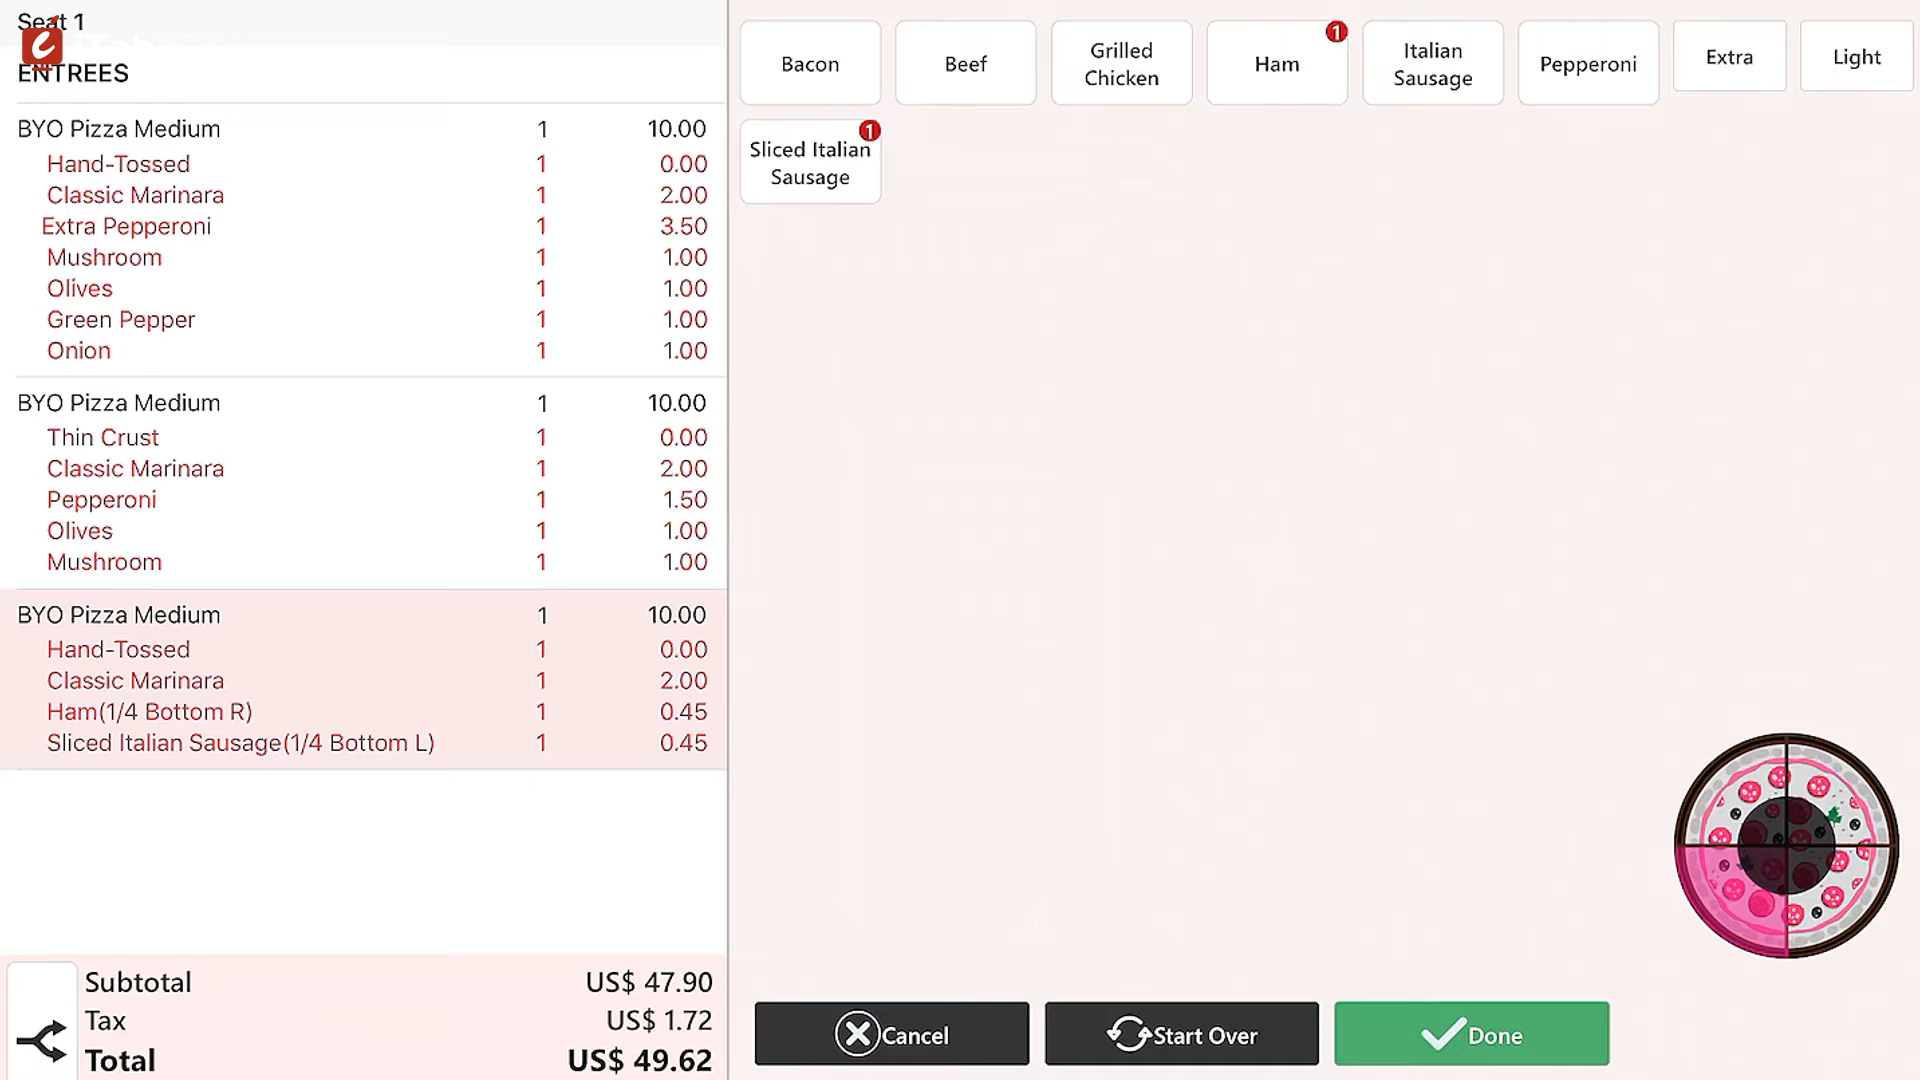 Seat 1
ENTREES
BYO Pizza Medium 1 10.00
Hand-Tossed 1 0.00
Classic Marinara 1 2.00
Extra Pepperoni 1 3.50
Mushroom 1 1.00
Olives 1 1.00
Green Pepper 1 1.00
Onion 1 1.00
BYO Pizza Medium 1 10.00
Thin Crust 1 0.00
Classic Marinara 1 2.00
Pepperoni 1 1.50
Olives 1 1.00
Mushroom 1 1.00
BYO Pizza Medium 1 10.00
Hand-Tossed 1 0.00
Classic Marinara 1 2.00
Ham(1/4 Bottom R) 1 0.45
Sliced Italian Sausage(1/4 Bottom L) 1 0.45
Subtotal US$ 47.90
Tax US$ 1.72
Total US$ 49.62
Bacon
Beef
Grilled
Chicken
Ham
1
Italian
Sausage
Pepperoni
Extra
Light
Sliced Italian
Sausage
1
Cancel
Start Over
Done